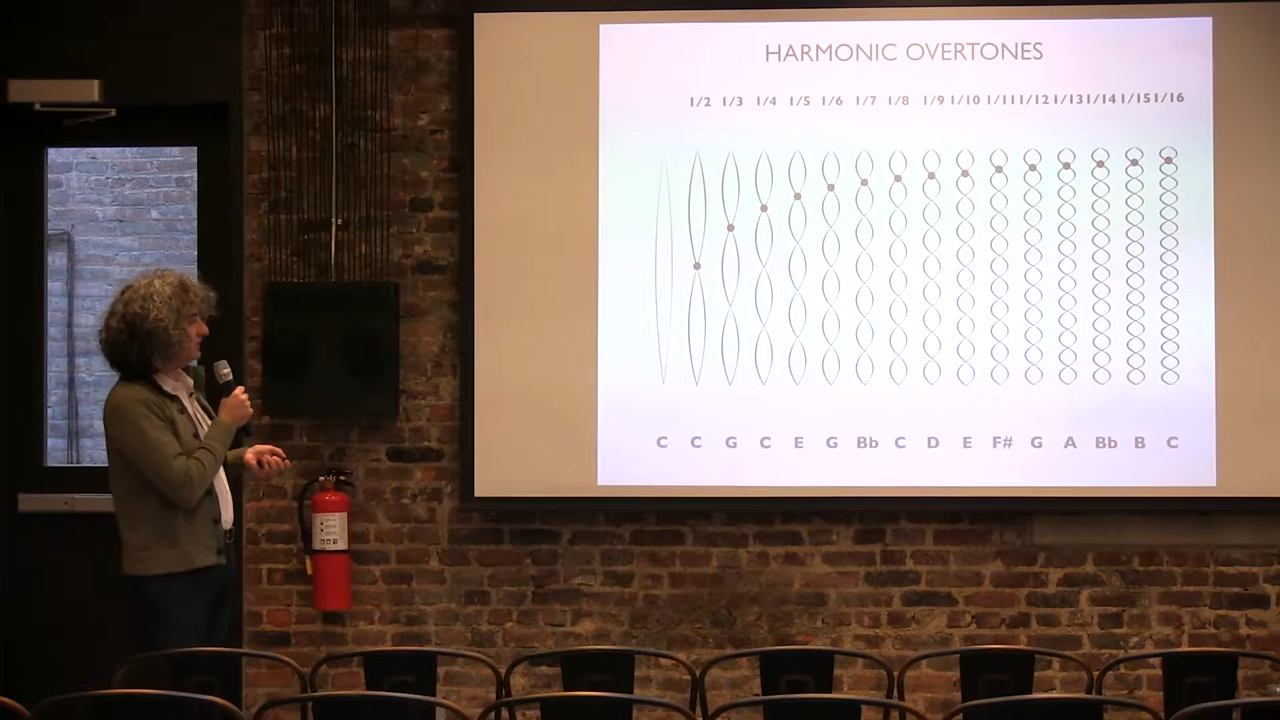 HARMONIC OVERTONES
1/2 1/3 1/4 1/5 1/6 1/7 1/8 1/9 1/10 1/11 1/12 1/13 1/14 1/15 1/16
C C G C E G Bb C D E F# G A Bb B C